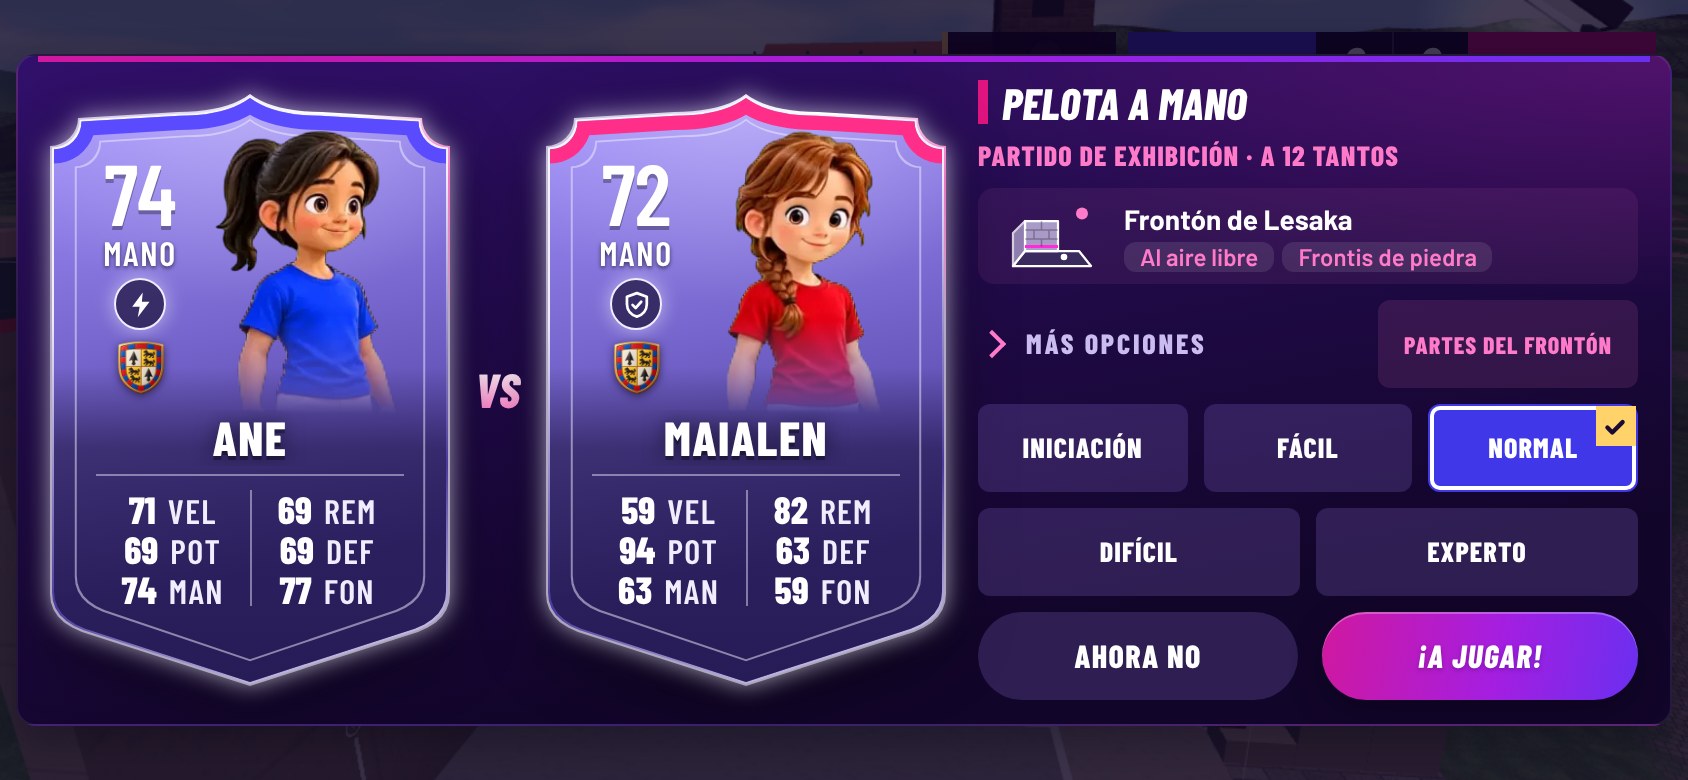 74
MANO
ANE
71 VEL
69 REM
69 POT
69 DEF
74 MAN
77 FON
VS
72
MANO
MAIALEN
59 VEL
82 REM
94 POT
63 DEF
63 MAN
59 FON
PELOTA A MANO
PARTIDO DE EXHIBICIÓN · A 12 TANTOS
Frontón de Lesaka
Al aire libre
Frontis de piedra
MÁS OPCIONES
PARTES DEL FRONTÓN
INICIACIÓN
FÁCIL
NORMAL
DIFÍCIL
EXPERTO
AHORA NO
¡A JUGAR!